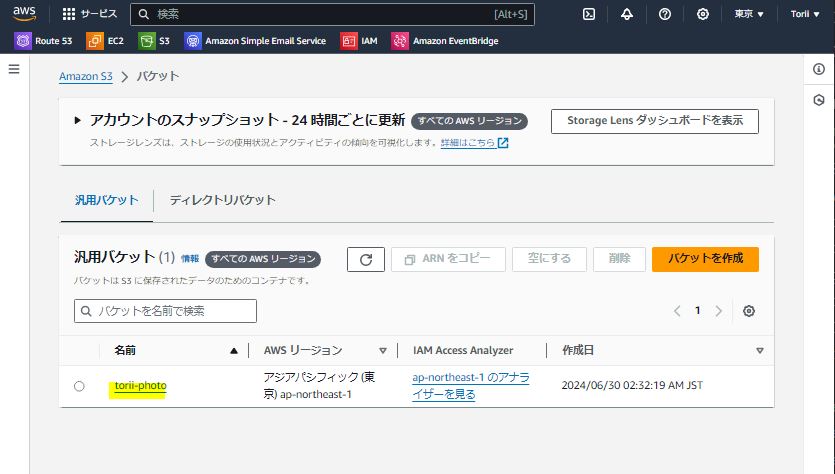 aws サービス 検索 [Alt+S] 東京 Torii
Route 53 EC2 S3 Amazon Simple Email Service IAM Amazon EventBridge
Amazon S3 バケット
アカウントのスナップショット - 24 時間ごとに更新 すべての AWS リージョン Storage Lens ダッシュボードを表示
ストレージレンズは、ストレージの使用状況とアクティビティの傾向を可視化します。詳細はこちら
汎用バケット ディレクトリバケット
汎用バケット (1) 情報 すべての AWS リージョン ARN をコピー 空にする 削除 バケットを作成
バケットは S3 に保存されたデータのためのコンテナです。
バケットを名前で検索 1
名前 AWS リージョン IAM Access Analyzer 作成日
torii-photo アジアパシフィック (東京) ap-northeast-1 ap-northeast-1 のアナライザーを見る 2024/06/30 02:32:19 AM JST